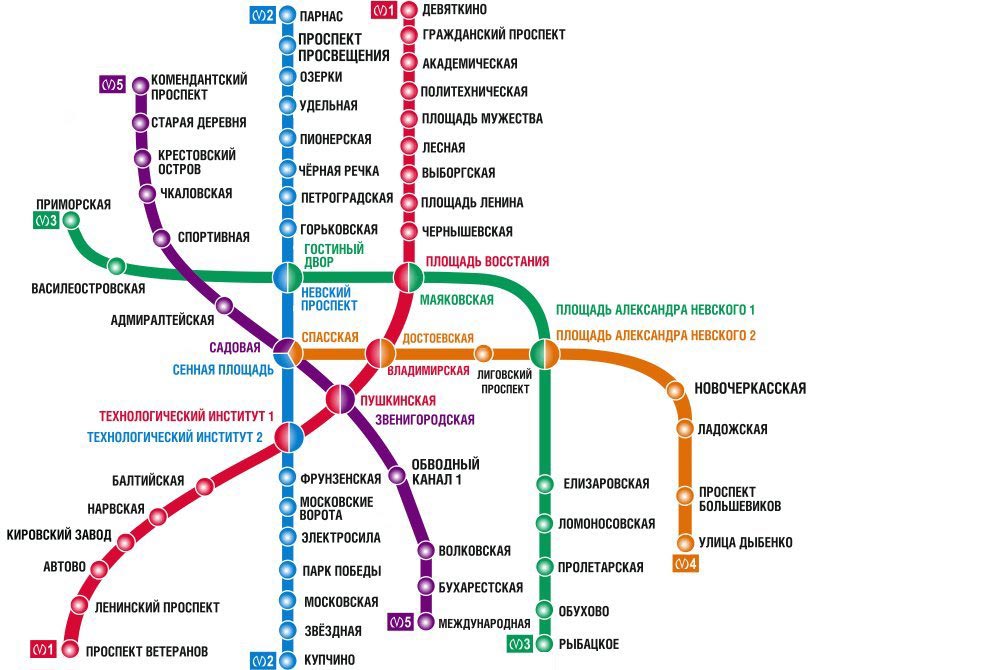 2
ПАРНАС
1
ДЕВЯТКИНО
ПРОСПЕКТ
ПРОСВЕЩЕНИЯ
ГРАЖДАНСКИЙ ПРОСПЕКТ
ОЗЕРКИ
АКАДЕМИЧЕСКАЯ
5
КОМЕНДАНТСКИЙ
ПРОСПЕКТ
УДЕЛЬНАЯ
ПОЛИТЕХНИЧЕСКАЯ
СТАРАЯ ДЕРЕВНЯ
ПИОНЕРСКАЯ
ПЛОЩАДЬ МУЖЕСТВА
КРЕСТОВСКИЙ
ОСТРОВ
ЧЁРНАЯ РЕЧКА
ЛЕСНАЯ
ВЫБОРГСКАЯ
ЧКАЛОВСКАЯ
ПЕТРОГРАДСКАЯ
ПЛОЩАДЬ ЛЕНИНА
ПРИМОРСКАЯ
3
СПОРТИВНАЯ
ГОРЬКОВСКАЯ
ЧЕРНЫШЕВСКАЯ
ГОСТИНЫЙ
ДВОР
ПЛОЩАДЬ ВОССТАНИЯ
ВАСИЛЕОСТРОВСКАЯ
НЕВСКИЙ
ПРОСПЕКТ
МАЯКОВСКАЯ
АДМИРАЛТЕЙСКАЯ
ПЛОЩАДЬ АЛЕКСАНДРА НЕВСКОГО 1
ПЛОЩАДЬ АЛЕКСАНДРА НЕВСКОГО 2
САДОВАЯ
СПАССКАЯ
ДОСТОЕВСКАЯ
СЕННАЯ ПЛОЩАДЬ
ВЛАДИМИРСКАЯ
ЛИГОВСКИЙ
ПРОСПЕКТ
НОВОЧЕРКАССКАЯ
ПУШКИНСКАЯ
ЗВЕНИГОРОДСКАЯ
ТЕХНОЛОГИЧЕСКИЙ ИНСТИТУТ 1
ТЕХНОЛОГИЧЕСКИЙ ИНСТИТУТ 2
ЛАДОЖСКАЯ
БАЛТИЙСКАЯ
ФРУНЗЕНСКАЯ
ОБВОДНЫЙ
КАНАЛ 1
ЕЛИЗАРОВСКАЯ
ПРОСПЕКТ
БОЛЬШЕВИКОВ
НАРВСКАЯ
МОСКОВСКИЕ
ВОРОТА
ЛОМОНОСОВСКАЯ
КИРОВСКИЙ ЗАВОД
ЭЛЕКТРОСИЛА
ВОЛКОВСКАЯ
УЛИЦА ДЫБЕНКО
4
АВТОВО
ПАРК ПОБЕДЫ
БУХАРЕСТСКАЯ
ПРОЛЕТАРСКАЯ
ЛЕНИНСКИЙ ПРОСПЕКТ
МОСКОВСКАЯ
5
МЕЖДУНАРОДНАЯ
ОБУХОВО
ЗВЁЗДНАЯ
3
РЫБАЦКОЕ
1
ПРОСПЕКТ ВЕТЕРАНОВ
2
КУПЧИНО